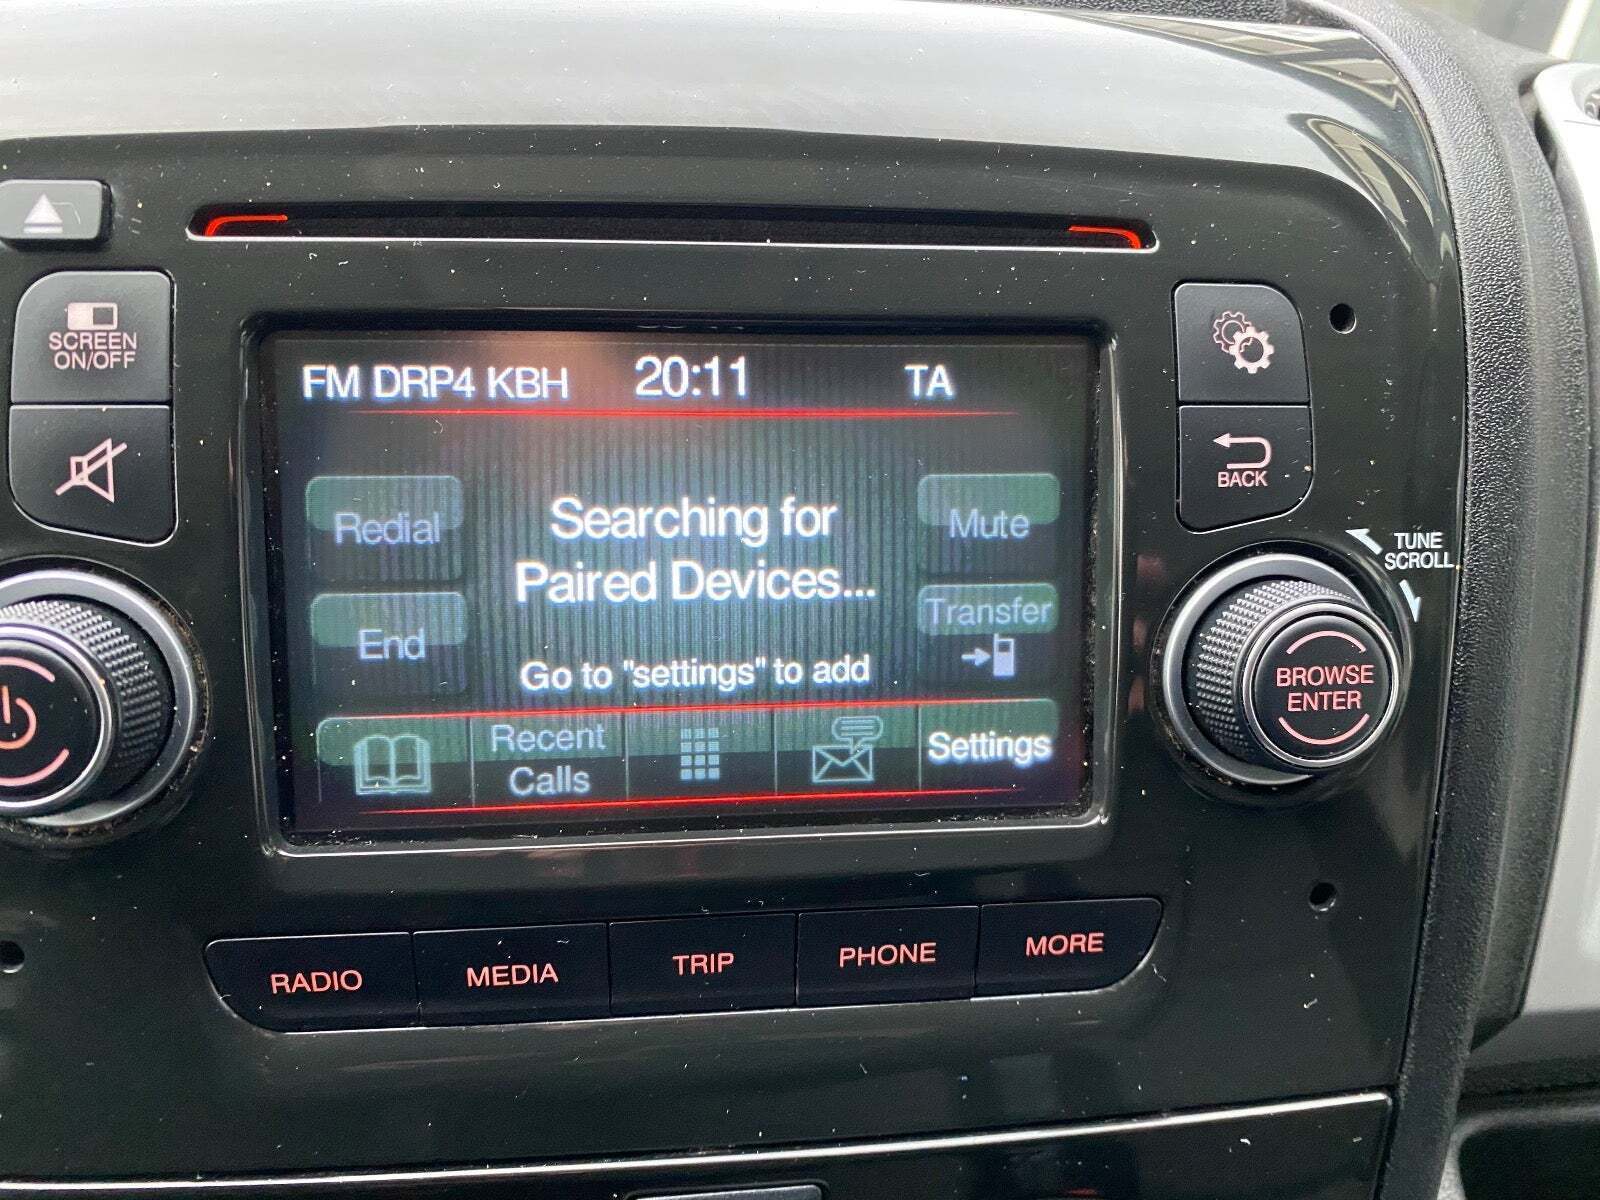 SCREEN
ON/OFF
FM DRP4 KBH 20:11 TA
Redial
Searching for
Paired Devices...
Mute
End
Transfer
Go to "settings" to add
Recent
Calls
Settings
BACK
TUNE
SCROLL
BROWSE
ENTER
RADIO MEDIA TRIP PHONE MORE